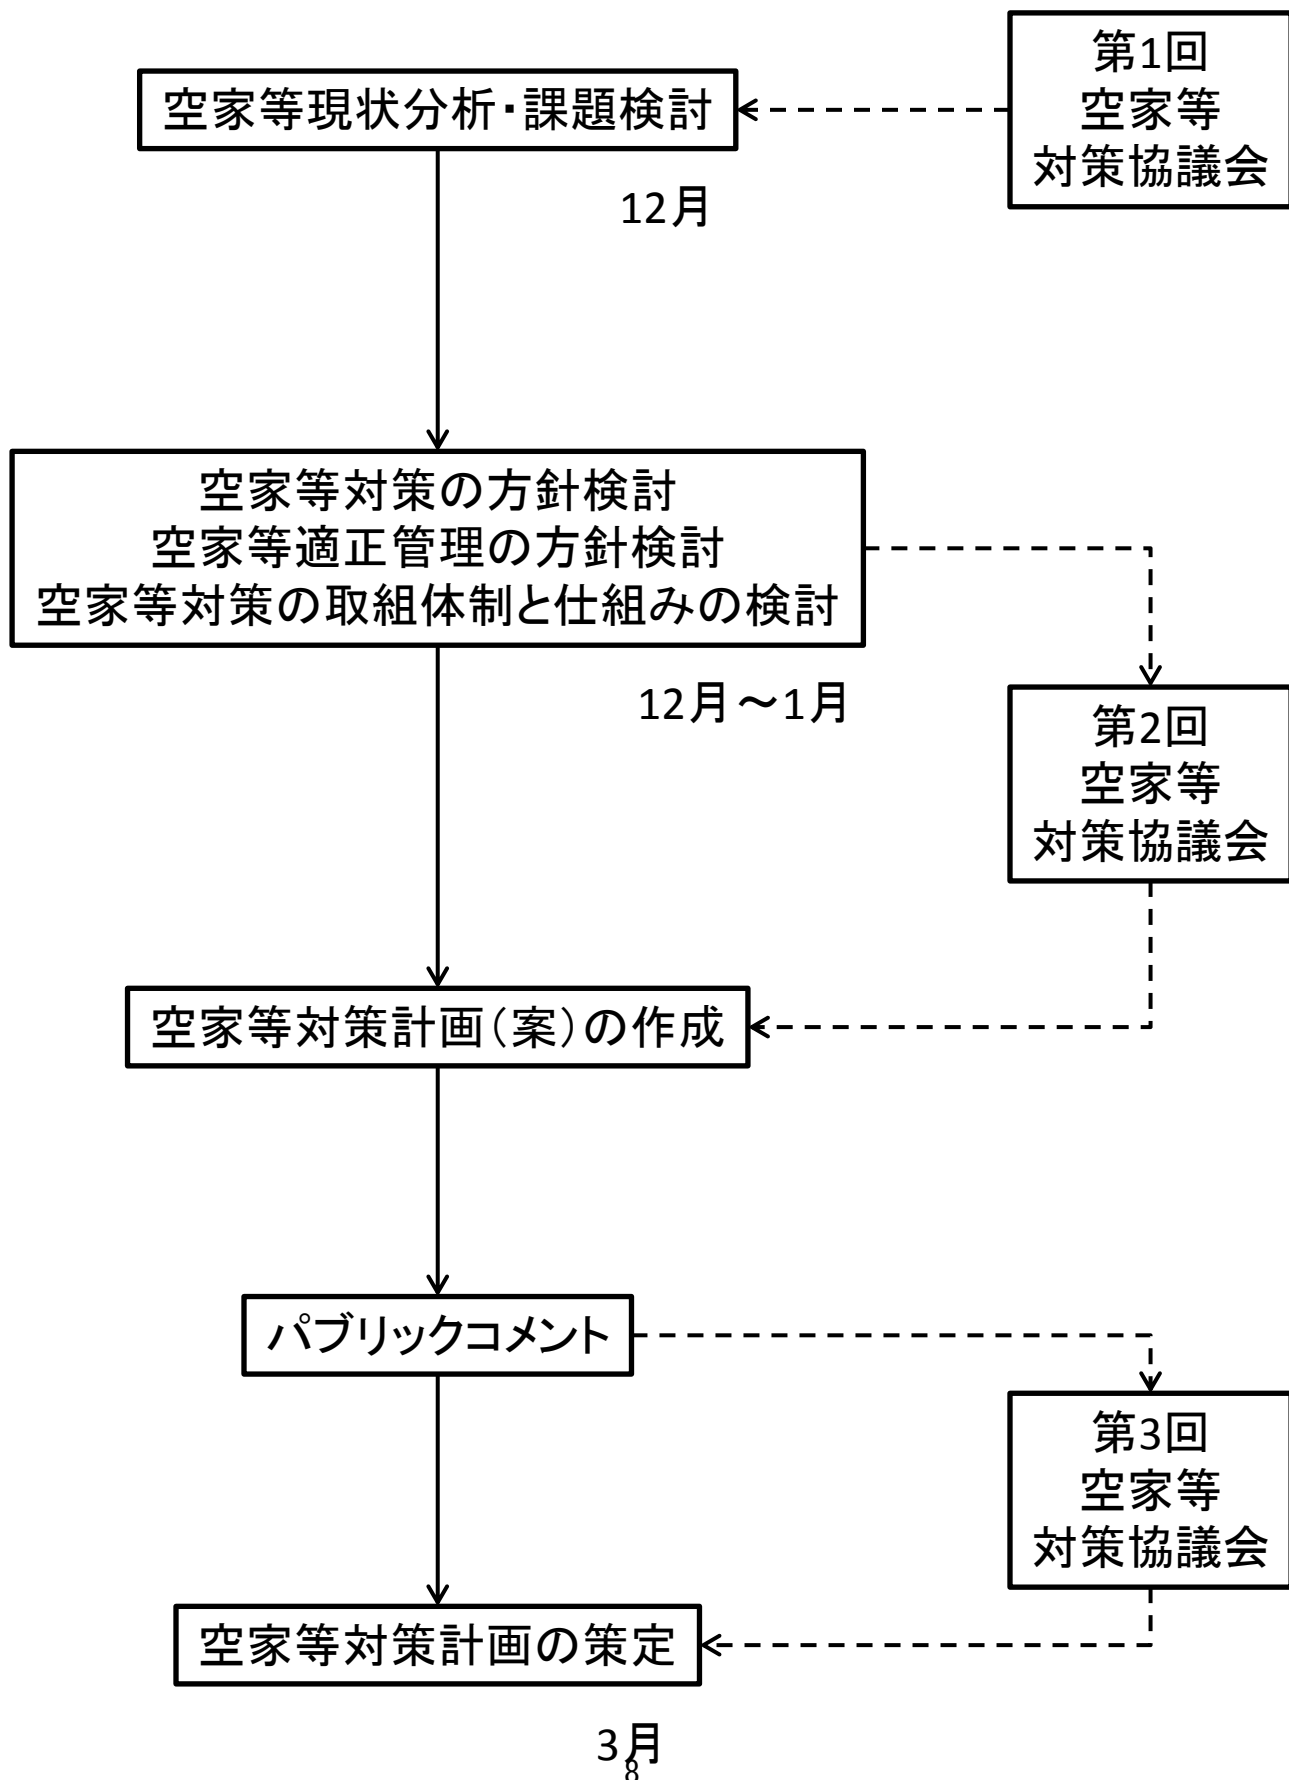 第1回
空家等
対策協議会
空家等現状分析・課題検討
12月
空家等対策の方針検討
空家等適正管理の方針検討
空家等対策の取組体制と仕組みの検討
12月～1月
第2回
空家等
対策協議会
空家等対策計画（案）の作成
パブリックコメント
第3回
空家等
対策協議会
空家等対策計画の策定
3月
8